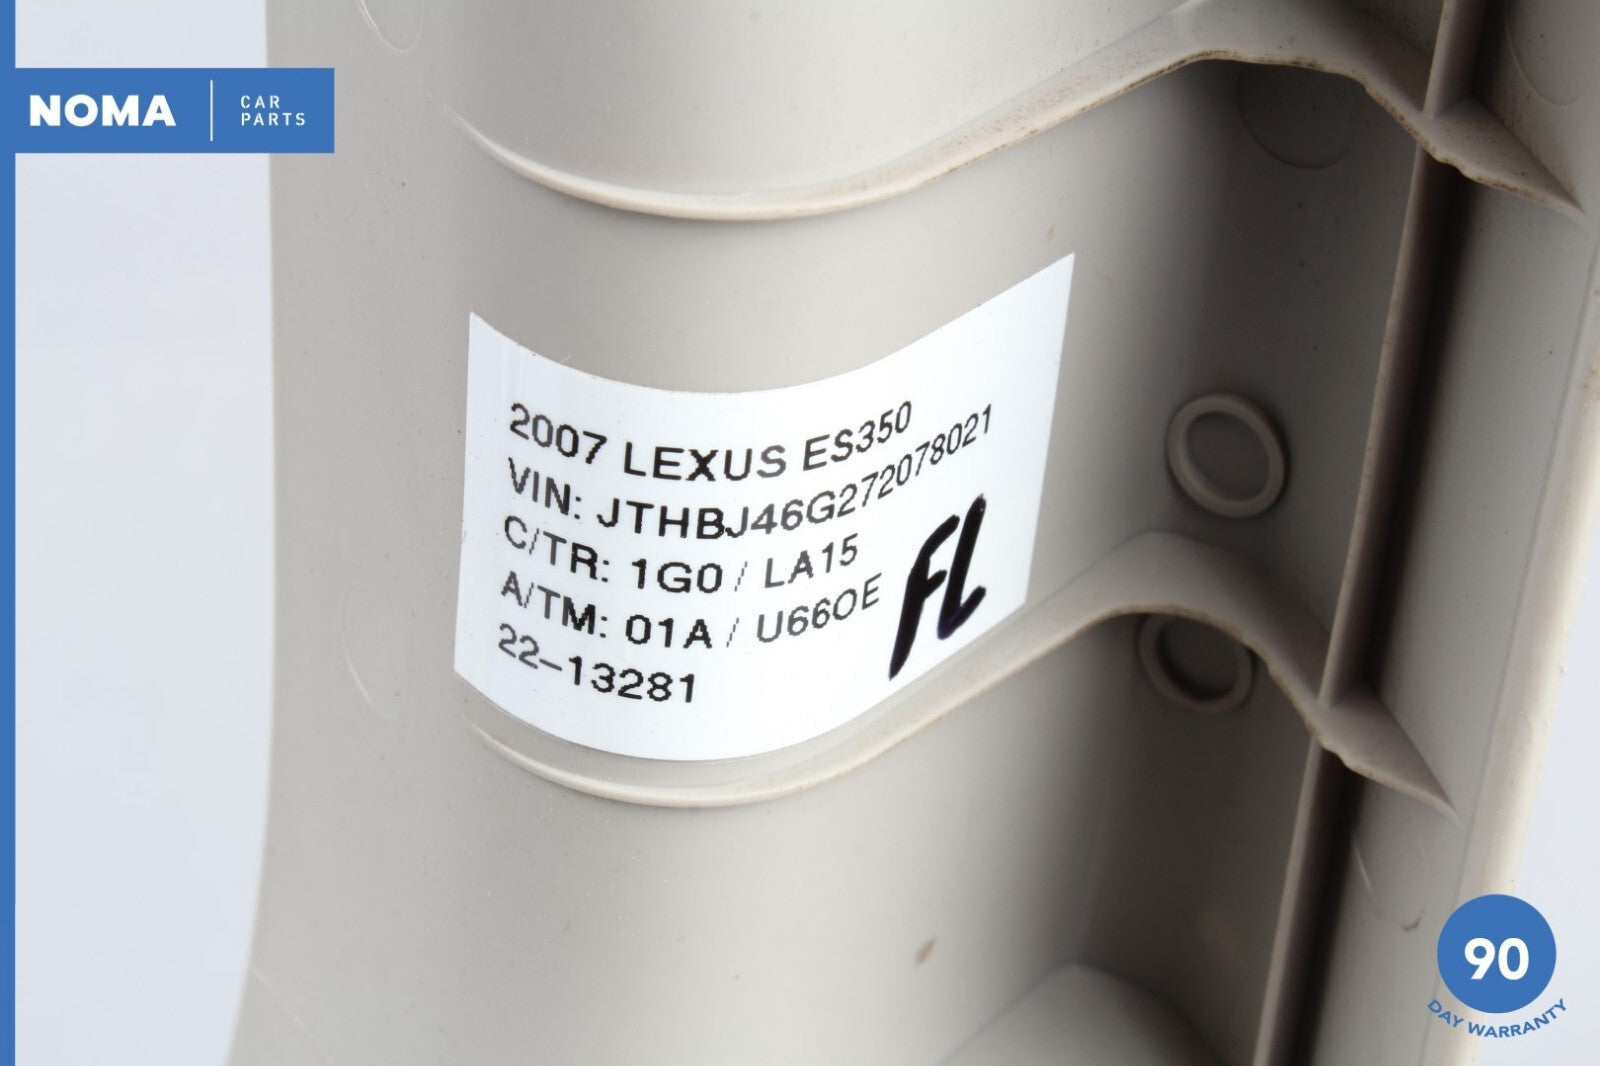 NOMA
CAR
PARTS
2007 LEXUS ES350
VIN: JTHBJ46G272078021
C/TR: 1G0 / LA15
A/TM: 01A / U660E
22-13281
FL
90
DAY WARRANTY